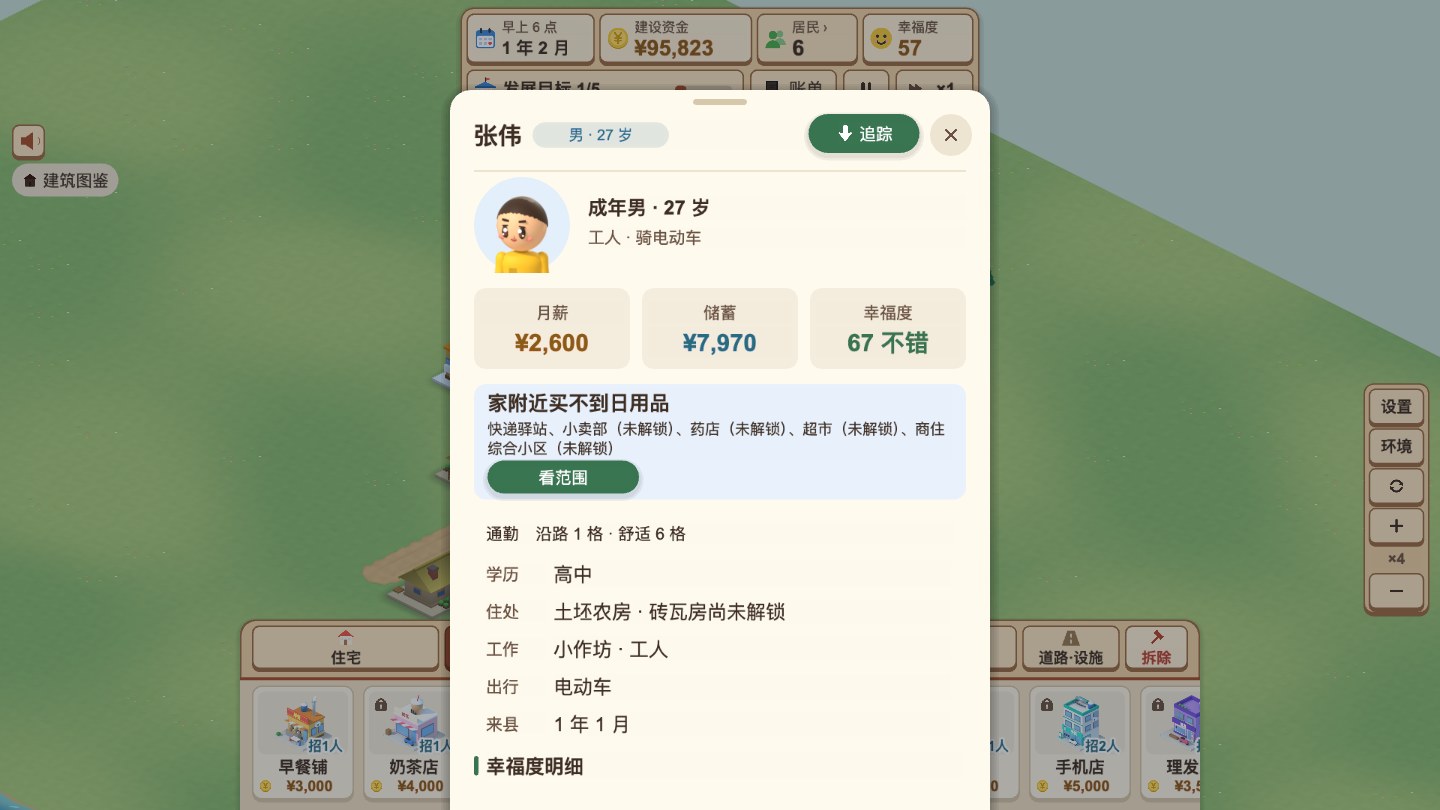 早上 6 点
1 年 2 月
建设资金
¥95,823
居民 ›
6
幸福度
57
发展目标 1/5
账单
×1
建筑图鉴
张伟
男 · 27 岁
追踪
成年男 · 27 岁
工人 · 骑电动车
月薪
¥2,600
储蓄
¥7,970
幸福度
67 不错
家附近买不到日用品
快递驿站、小卖部（未解锁）、药店（未解锁）、超市（未解锁）、商住
综合小区（未解锁）
看范围
通勤 沿路 1 格 · 舒适 6 格
学历 高中
住处 土坯农房 · 砖瓦房尚未解锁
工作 小作坊 · 工人
出行 电动车
来县 1 年 1 月
幸福度明细
设置
环境
+
×4
−
住宅
道路·设施
拆除
招1人
早餐铺
¥3,000
招1人
奶茶店
¥4,000
1人
0
招2人
手机店
¥5,000
理发
¥3,5